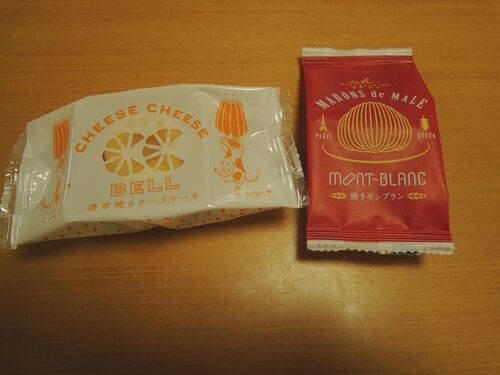 CHEESE CHEESE
BELL
濃厚焼きチーズケーキ
MARONS de MALE
PARIS
KYOTO
MONT-BLANC
焼きモンブラン